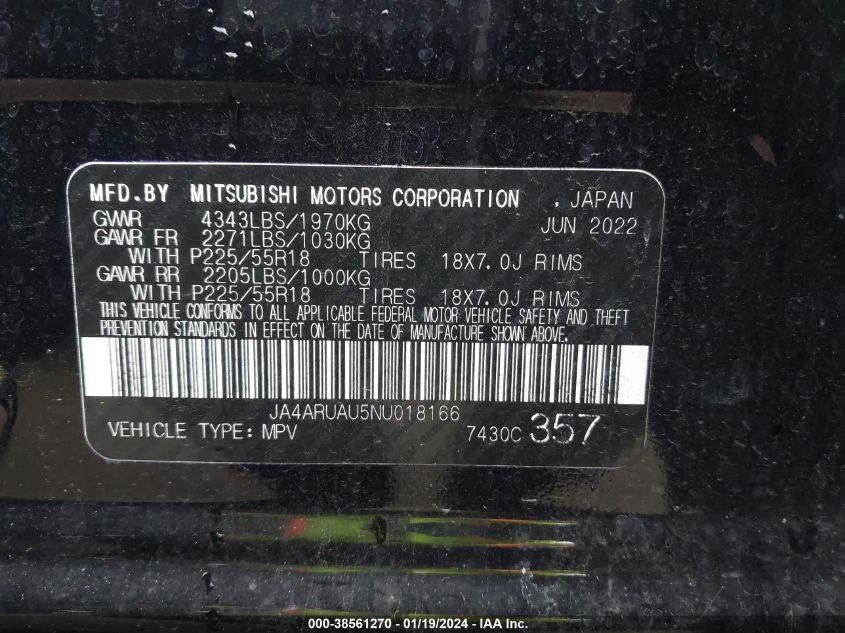 MFD.BY MITSUBISHI MOTORS CORPORATION , JAPAN
GVWR 4343LBS/1970KG JUN 2022
GAWR FR 2271LBS/1030KG
WITH P225/55R18 TIRES 18X7.0J RIMS
GAWR RR 2205LBS/1000KG
WITH P225/55R18 TIRES 18X7.0J RIMS
THIS VEHICLE CONFORMS TO ALL APPLICABLE FEDERAL MOTOR VEHICLE SAFETY AND THEFT
PREVENTION STANDARDS IN EFFECT ON THE DATE OF MANUFACTURE SHOWN ABOVE.
JA4ARUAU5NU018166
VEHICLE TYPE: MPV 7430C 357
000-38561270 - 01/19/2024 - IAA Inc.